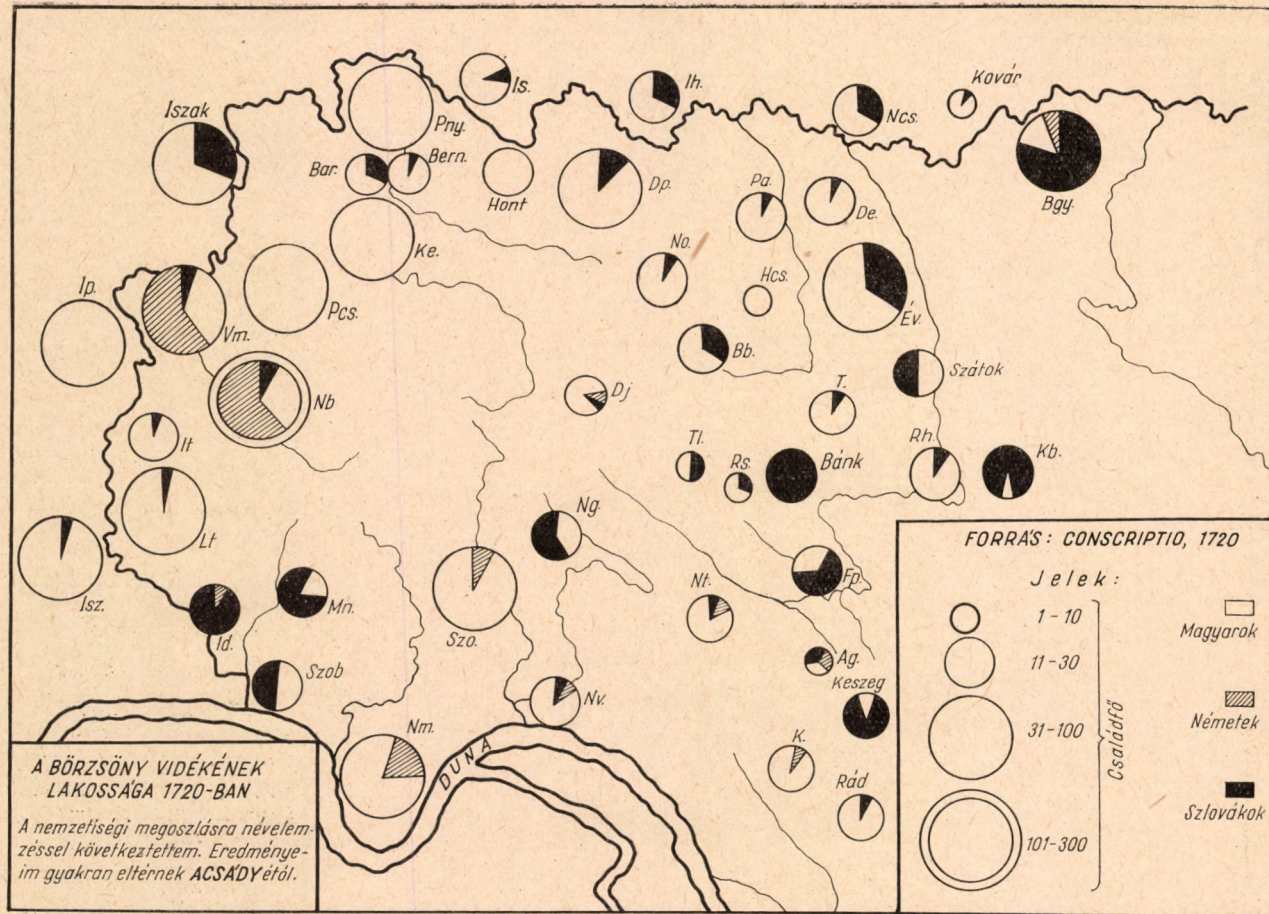 Iszak
Pny.
Is.
Ih.
Ncs.
Kovár
Bgy.
Bar.
Bern.
Hont
Dp.
Pa.
De.
Ke.
No.
Hcs.
Év.
Ip.
Vm.
Pcs.
Bb.
Szátok
Nb
Dj
T.
It
Tl.
Rs.
Bánk
Rh.
Kb.
Lt
Ng.
Isz.
Id.
Mn.
Szo.
Nt.
Fp.
Szob
Nv.
Ag.
Keszeg
Nm.
DUNA
K.
Rád
A BÖRZSÖNY VIDÉKÉNEK
LAKOSSÁGA 1720-BAN
A nemzetiségi megoszlásra névelem-
zéssel következtettem. Eredménye-
im gyakran eltérnek ACSÁDYétól.
FORRÁS: CONSCRIPTIO, 1720
Jelek:
1-10
11-30
31-100
101-300
Családfő
Magyarok
Németek
Szlovákok